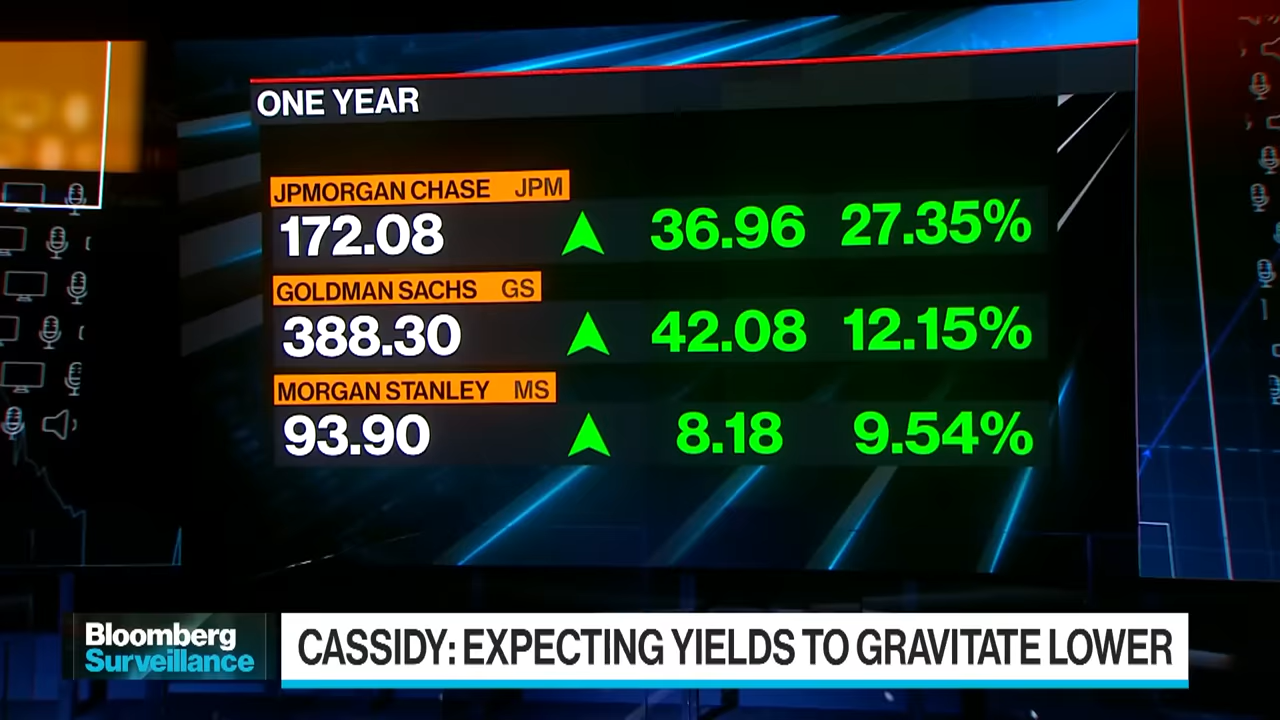 ONE YEAR
JPMORGAN CHASE JPM
172.08 ▲ 36.96 27.35%
GOLDMAN SACHS GS
388.30 ▲ 42.08 12.15%
MORGAN STANLEY MS
93.90 ▲ 8.18 9.54%
Bloomberg
Surveillance
CASSIDY: EXPECTING YIELDS TO GRAVITATE LOWER